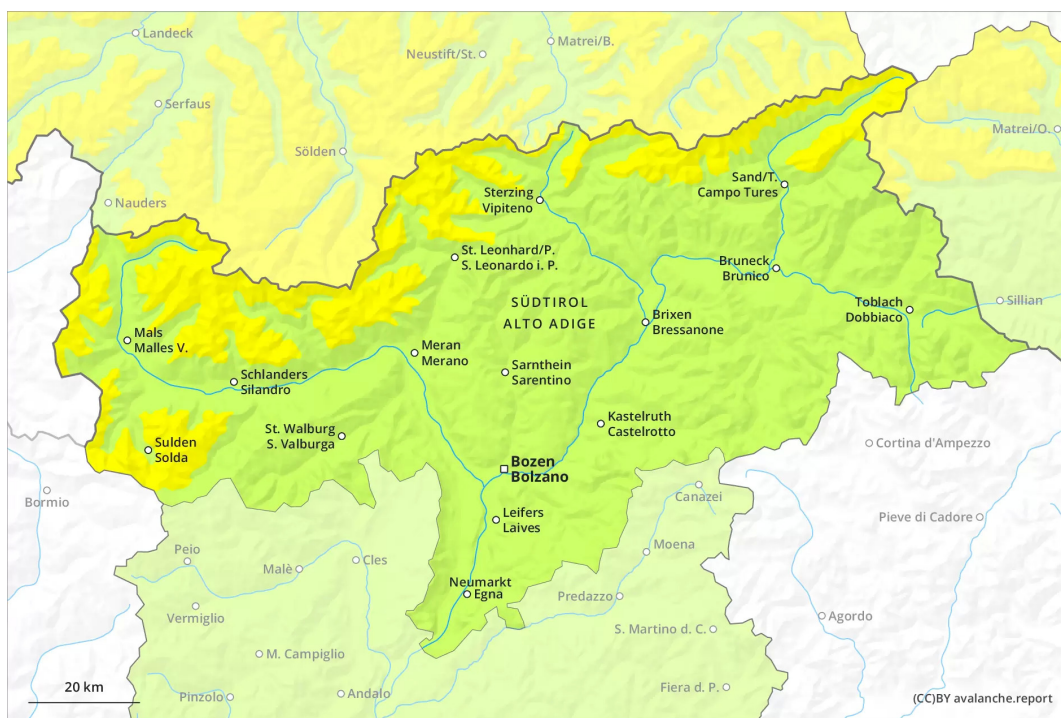 Landeck
Matrei/B.
Neustift/St.
Serfaus
Matrei/O.
Sölden
Sand/T.
Campo Tures
Sterzing
Vipiteno
Nauders
St. Leonhard/P.
S. Leonardo i. P.
Bruneck
Brunico
Toblach
Dobbiaco
Sillian
SÜDTIROL
ALTO ADIGE
Brixen
Bressanone
Mals
Malles V.
Meran
Merano
Sarnthein
Sarentino
Schlanders
Silandro
Kastelruth
Castelrotto
St. Walburg
S. Valburga
Sulden
Solda
Cortina d'Ampezzo
Bozen
Bolzano
Bormio
Canazei
Leifers
Laives
Pieve di Cadore
Peio
Moena
Cles
Malè
Neumarkt
Egna
Predazzo
Vermiglio
Agordo
S. Martino d. C.
M. Campiglio
20 km
Pinzolo
Andalo
Fiera d. P.
(CC)BY avalanche.report